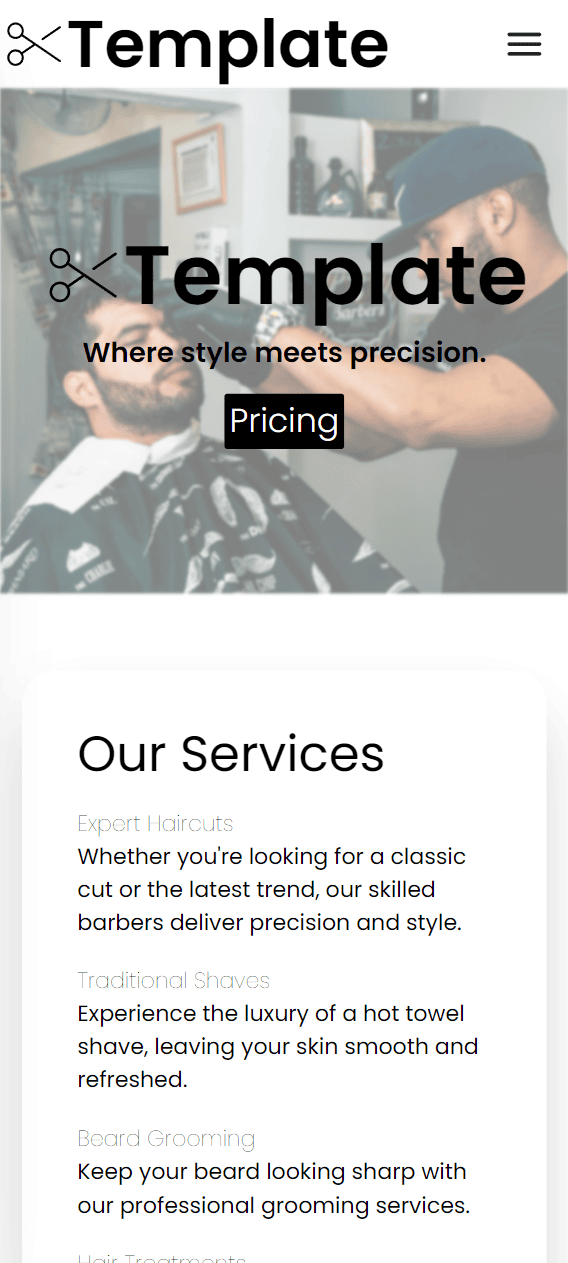 Template
Template
Where style meets precision.
Pricing
Our Services
Expert Haircuts
Whether you're looking for a classic
cut or the latest trend, our skilled
barbers deliver precision and style.
Traditional Shaves
Experience the luxury of a hot towel
shave, leaving your skin smooth and
refreshed.
Beard Grooming
Keep your beard looking sharp with
our professional grooming services.
Hair Treatments